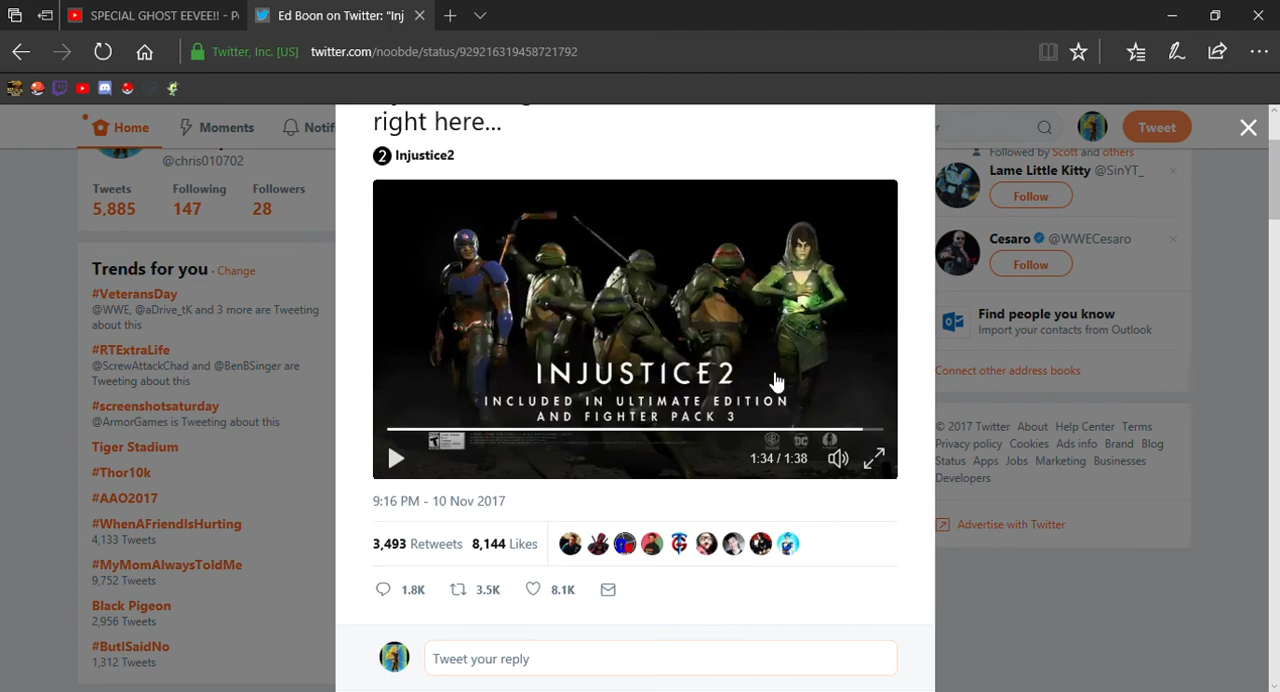 SPECIAL GHOST EEVEE!! - P
Ed Boon on Twitter: "Inj
Twitter, Inc. [US]
twitter.com/noobde/status/929216319458721792
Home
Moments
Notif
Tweet
@chris010702
Tweets
Following
Followers
5,885
147
28
Trends for you · Change
#VeteransDay
@WWE, @aDrive_tK and 3 more are Tweeting
about this
#RTExtraLife
@ScrewAttackChad and @BenBSinger are
Tweeting about this
#screenshotsaturday
@ArmorGames is Tweeting about this
Tiger Stadium
#Thor10k
#AAO2017
#WhenAFriendIsHurting
4,133 Tweets
#MyMomAlwaysToldMe
9,752 Tweets
Black Pigeon
2,956 Tweets
#ButISaidNo
1,312 Tweets
right here...
2 Injustice2
INJUSTICE2
INCLUDED IN ULTIMATE EDITION
AND FIGHTER PACK 3
1:34 / 1:38
9:16 PM - 10 Nov 2017
3,493 Retweets 8,144 Likes
1.8K
3.5K
8.1K
Tweet your reply
Followed by Scott and others
Lame Little Kitty @SinYT_
Follow
Cesaro @WWECesaro
Follow
Find people you know
Import your contacts from Outlook
Connect other address books
© 2017 Twitter About Help Center Terms
Privacy policy Cookies Ads info Brand Blog
Status Apps Jobs Marketing Businesses
Developers
Advertise with Twitter